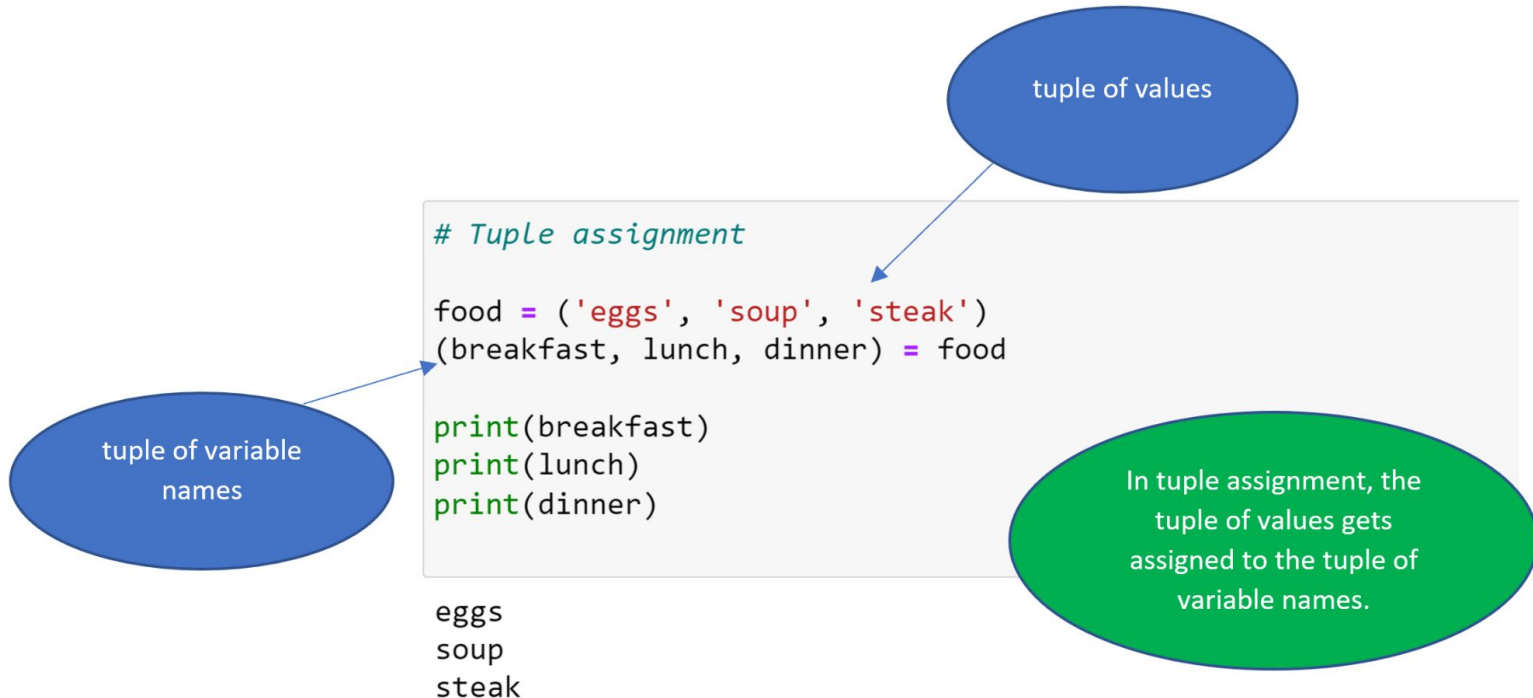 tuple of values
# Tuple assignment
food = ('eggs', 'soup', 'steak')
(breakfast, lunch, dinner) = food
tuple of variable
names
print(breakfast)
print(lunch)
print(dinner)
In tuple assignment, the
tuple of values gets
assigned to the tuple of
variable names.
eggs
soup
steak